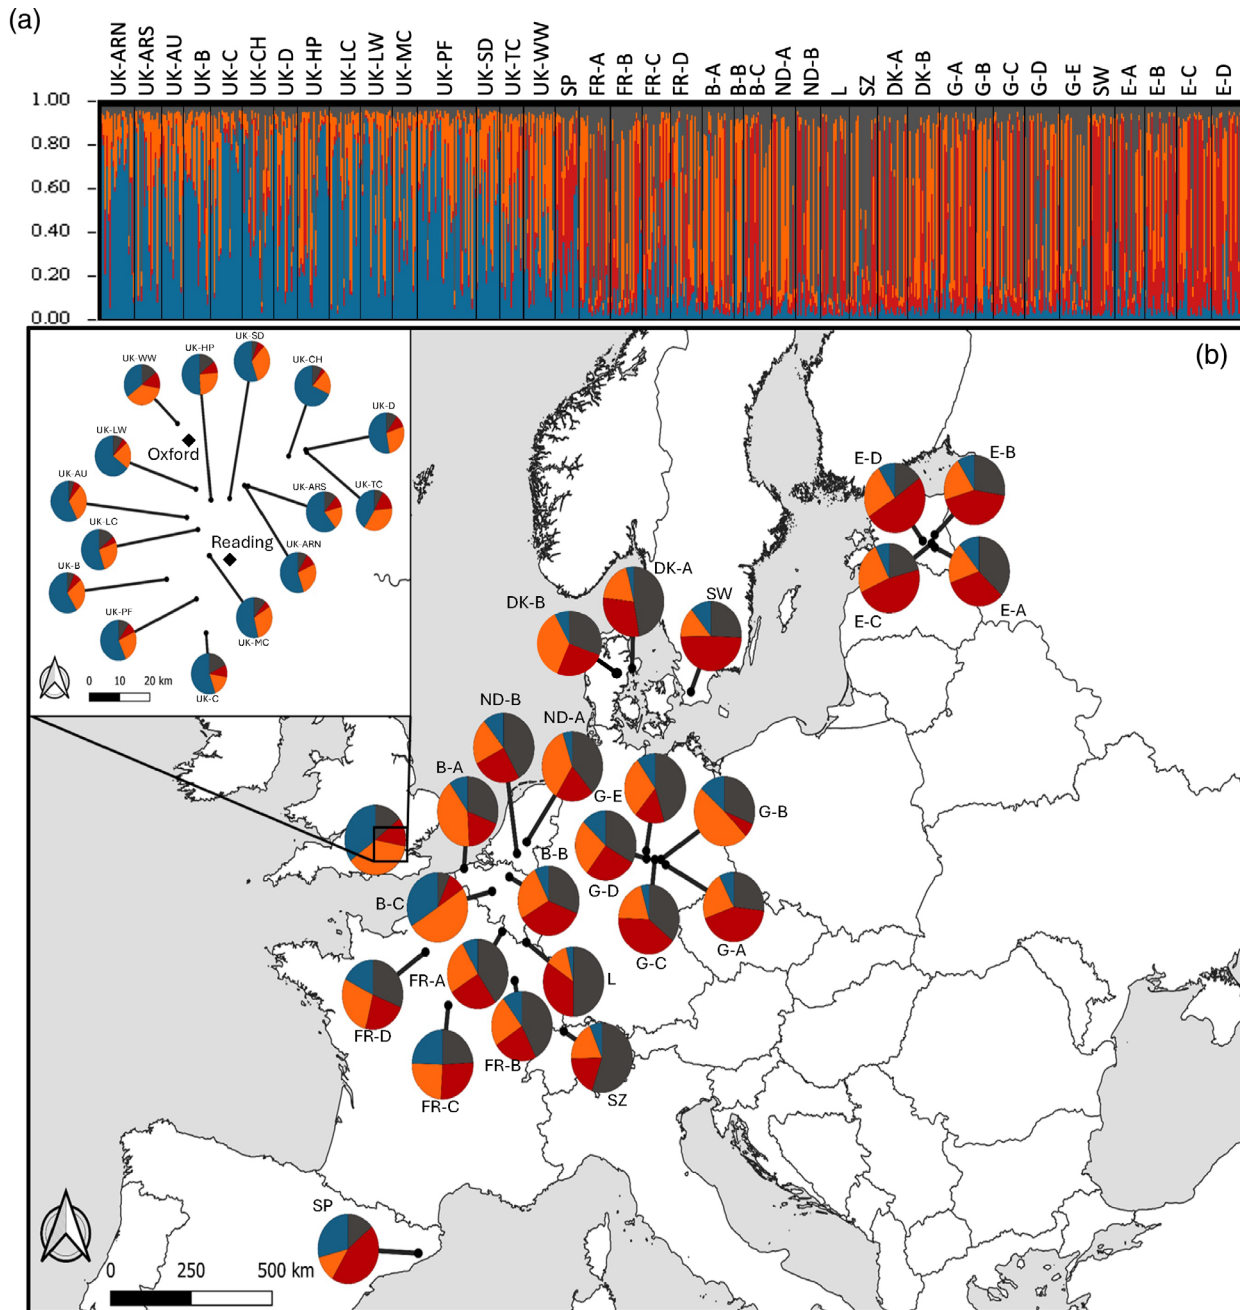 (a)
UK-ARN UK-ARS UK-AU UK-B UK-C UK-CH UK-D UK-HP UK-LC UK-LW UK-MC UK-PF UK-SD UK-TC UK-WW SP FR-A FR-B FR-C FR-D B-A B-B B-C ND-A ND-B L SZ DK-A DK-B G-A G-B G-C G-D G-E SW E-A E-B E-C E-D
1.00
0.80
0.60
0.40
0.20
0.00
(b)
UK-SD
UK-HP
UK-WW
UK-CH
UK-D
UK-LW
Oxford
UK-AU
UK-ARS
UK-TC
UK-LC
Reading
UK-ARN
UK-B
UK-PF
UK-MC
UK-C
0 10 20 km
E-D
E-B
E-C
E-A
DK-A
DK-B
SW
ND-B
ND-A
B-A
G-E
G-B
B-B
G-D
B-C
G-C
G-A
FR-A
L
FR-D
FR-B
SZ
FR-C
SP
0 250 500 km